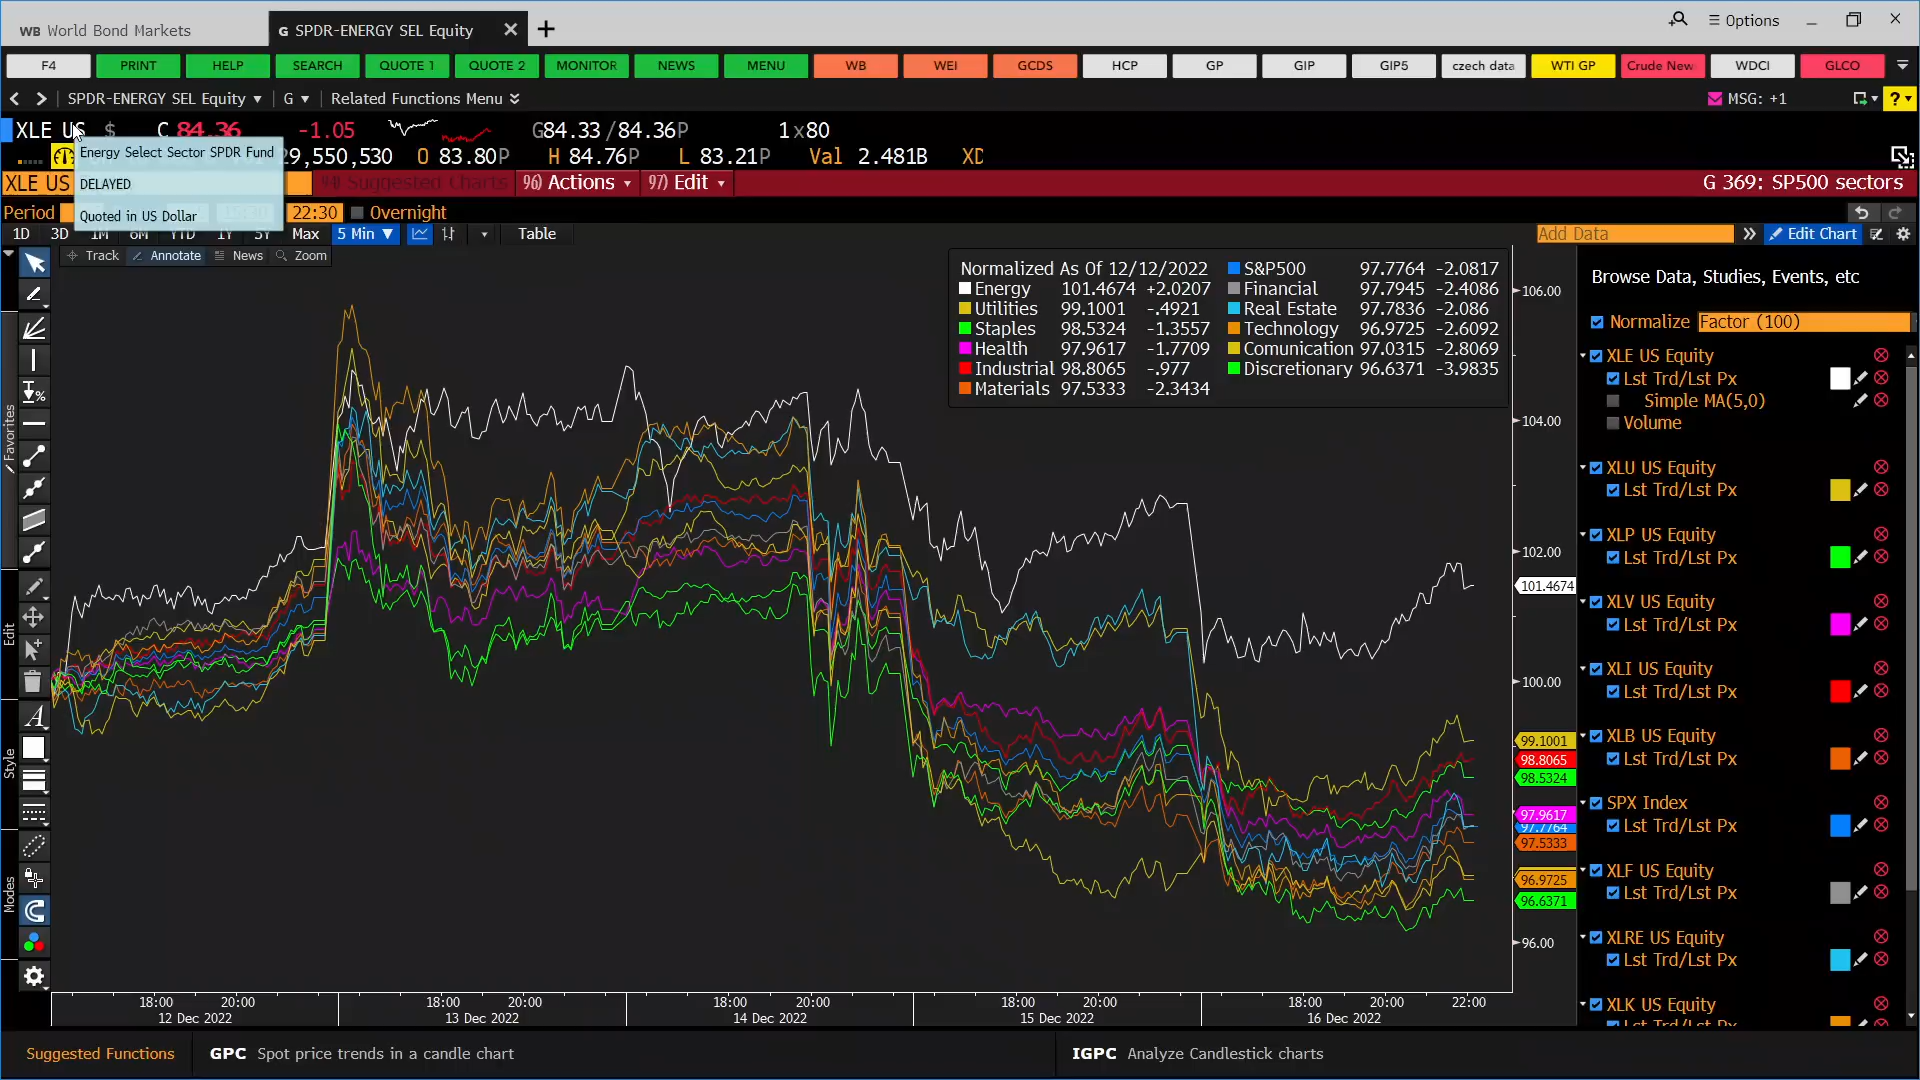 WB World Bond Markets
G SPDR-ENERGY SEL Equity
Options
F4 PRINT HELP SEARCH QUOTE 1 QUOTE 2 MONITOR NEWS MENU WB WEI GCDS HCP GP GIP GIP5 czech data WTI GP Crude New WDCI GLCO
SPDR-ENERGY SEL Equity G Related Functions Menu MSG: +1 ?
XLE US $ C 84.36 -1.05 G84.33 /84.36P 1x80
29,550,530 O 83.80P H 84.76P L 83.21P Val 2.481B XD
Energy Select Sector SPDR Fund
DELAYED
Quoted in US Dollar
XLE US 94) Suggested Charts 96) Actions 97) Edit G 369: SP500 sectors
Period 22:30 Overnight
1D 3D 1M 6M YTD 1Y 5Y Max 5 Min Table Add Data Edit Chart
Track Annotate News Zoom
Normalized As Of 12/12/2022
Energy 101.4674 +2.0207
Utilities 99.1001 -.4921
Staples 98.5324 -1.3557
Health 97.9617 -1.7709
Industrial 98.8065 -.977
Materials 97.5333 -2.3434
S&P500 97.7764 -2.0817
Financial 97.7945 -2.4086
Real Estate 97.7836 -2.086
Technology 96.9725 -2.6092
Comunication 97.0315 -2.8069
Discretionary 96.6371 -3.9835
106.00
104.00
102.00
101.4674
100.00
99.1001
98.8065
98.5324
97.9617
97.7764
97.5333
96.9725
96.6371
96.00
Browse Data, Studies, Events, etc
Normalize Factor (100)
XLE US Equity
Lst Trd/Lst Px
Simple MA(5,0)
Volume
XLU US Equity
Lst Trd/Lst Px
XLP US Equity
Lst Trd/Lst Px
XLV US Equity
Lst Trd/Lst Px
XLI US Equity
Lst Trd/Lst Px
XLB US Equity
Lst Trd/Lst Px
SPX Index
Lst Trd/Lst Px
XLF US Equity
Lst Trd/Lst Px
XLRE US Equity
Lst Trd/Lst Px
XLK US Equity
Lst Trd/Lst Px
Favorites
Edit
Style
A
Modes
18:00 20:00 18:00 20:00 18:00 20:00 18:00 20:00 18:00 20:00 22:00
12 Dec 2022 13 Dec 2022 14 Dec 2022 15 Dec 2022 16 Dec 2022
Suggested Functions GPC Spot price trends in a candle chart IGPC Analyze Candlestick charts